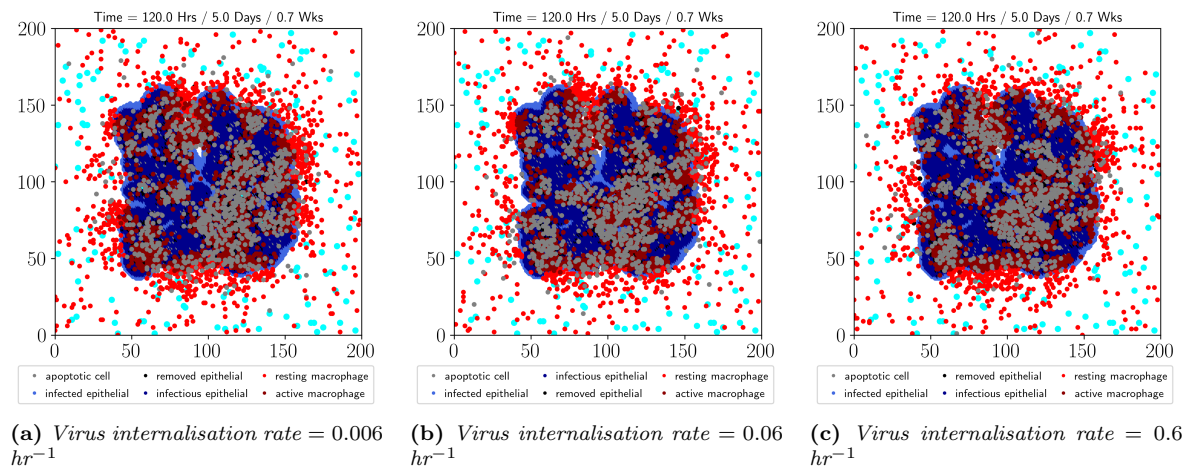 Time = 120.0 Hrs / 5.0 Days / 0.7 Wks
200
150
100
50
0
0 50 100 150 200
apoptotic cell removed epithelial resting macrophage
infected epithelial infectious epithelial active macrophage
(a) Virus internalisation rate = 0.006
hr−1
Time = 120.0 Hrs / 5.0 Days / 0.7 Wks
200
150
100
50
0
0 50 100 150 200
apoptotic cell infectious epithelial resting macrophage
infected epithelial removed epithelial active macrophage
(b) Virus internalisation rate = 0.06
hr−1
Time = 120.0 Hrs / 5.0 Days / 0.7 Wks
200
150
100
50
0
0 50 100 150 200
apoptotic cell removed epithelial resting macrophage
infected epithelial infectious epithelial active macrophage
(c) Virus internalisation rate = 0.6
hr−1